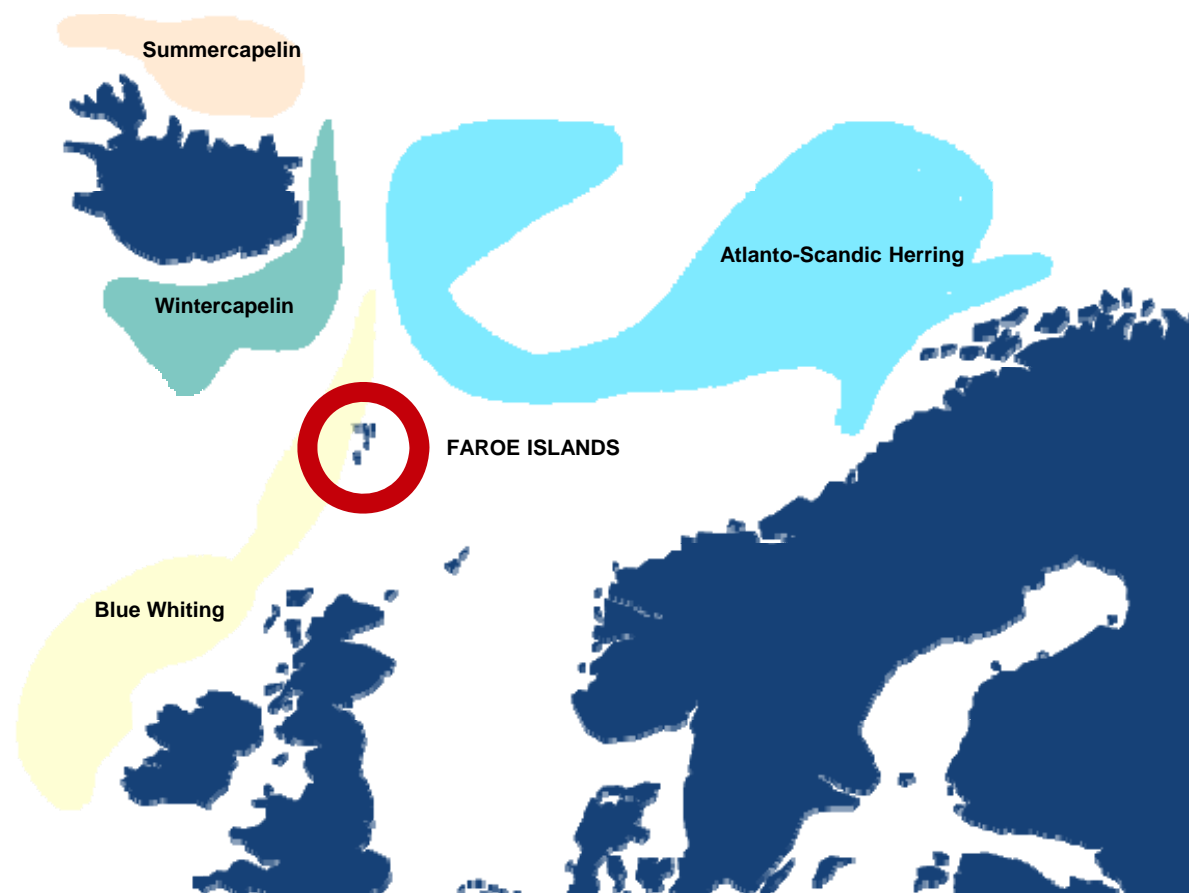 Summercapelin
Atlanto-Scandic Herring
Wintercapelin
FAROE ISLANDS
Blue Whiting